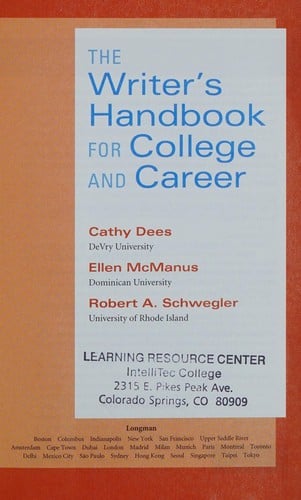 THE
Writer's
Handbook
FOR College
AND Career
Cathy Dees
DeVry University
Ellen McManus
Dominican University
Robert A. Schwegler
University of Rhode Island
LEARNING RESOURCE CENTER
IntelliTec College
2315 E. Pikes Peak Ave.
Colorado Springs, CO 80909
Longman
Boston Columbus Indianapolis New York San Francisco Upper Saddle River
Amsterdam Cape Town Dubai London Madrid Milan Munich Paris Montreal Toronto
Delhi Mexico City São Paulo Sydney Hong Kong Seoul Singapore Taipei Tokyo